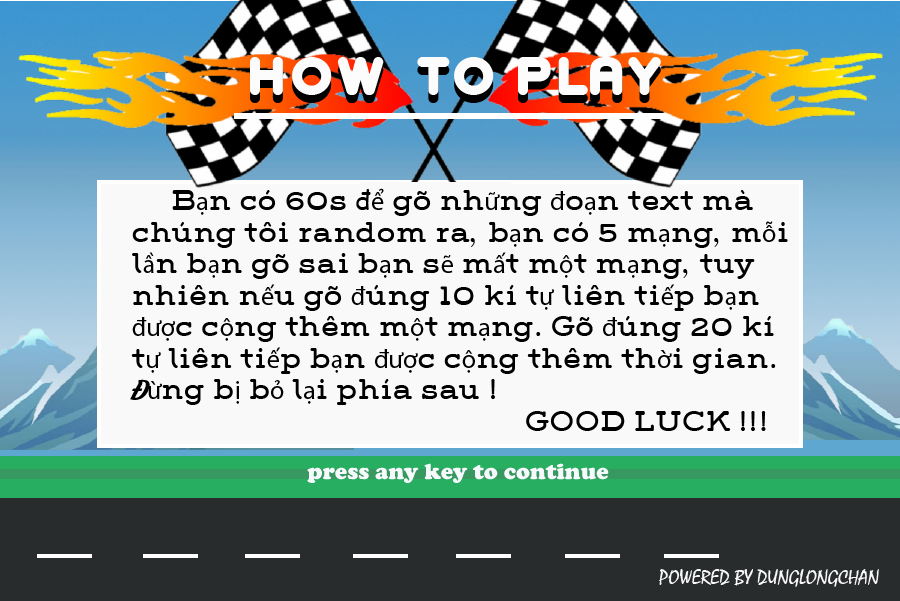 HOW TO PLAY
Bạn có 60s để gõ những đoạn text mà
chúng tôi random ra, bạn có 5 mạng, mỗi
lần bạn gõ sai bạn sẽ mất một mạng, tuy
nhiên nếu gõ đúng 10 kí tự liên tiếp bạn
được cộng thêm một mạng. Gõ đúng 20 kí
tự liên tiếp bạn được cộng thêm thời gian.
Đừng bị bỏ lại phía sau !
GOOD LUCK !!!
press any key to continue
POWERED BY DUNGLONGCHAN